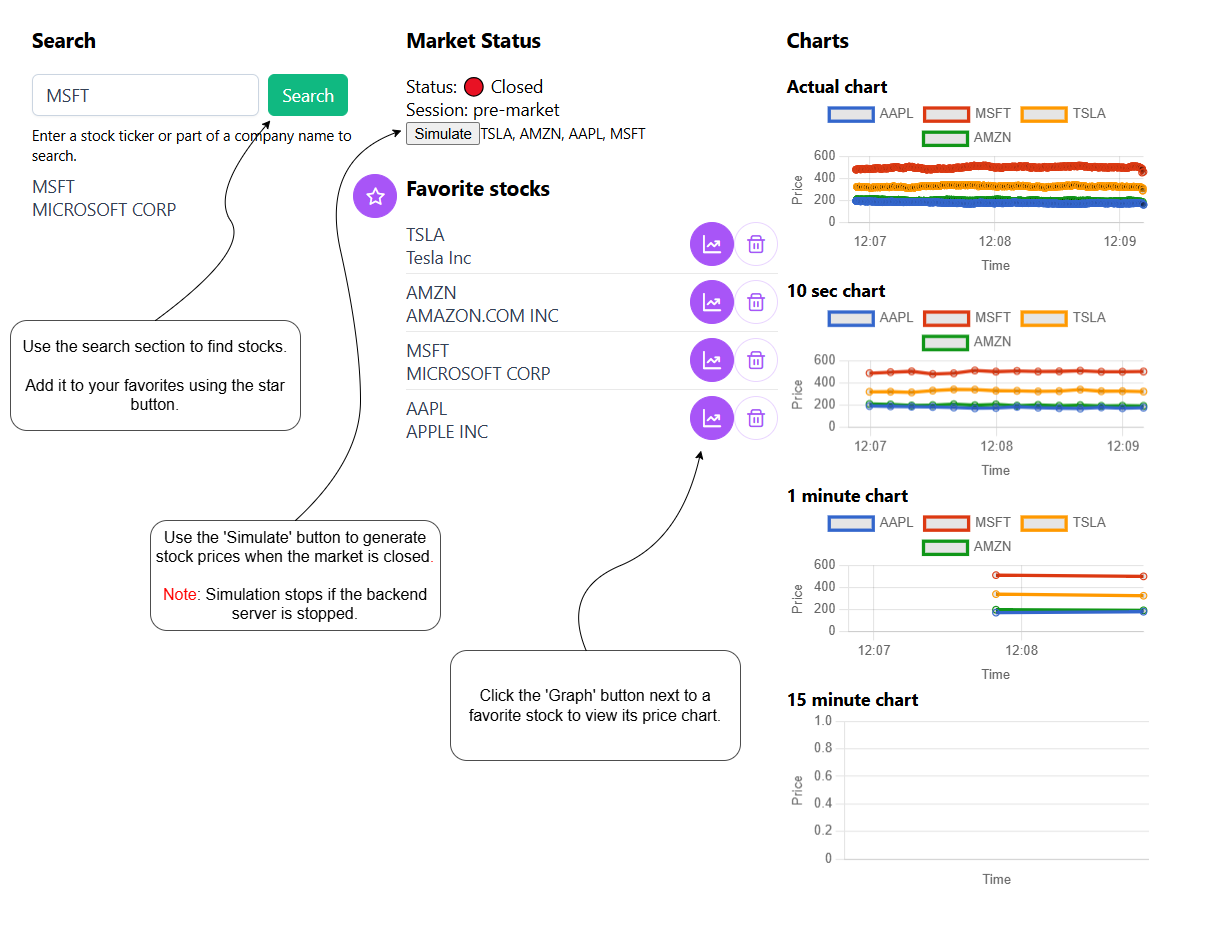 Search
MSFT
Search
Enter a stock ticker or part of a company name to
search.
MSFT
MICROSOFT CORP
Use the search section to find stocks.
Add it to your favorites using the star
button.
Market Status
Status: Closed
Session: pre-market
Simulate TSLA, AMZN, AAPL, MSFT
Favorite stocks
TSLA
Tesla Inc
AMZN
AMAZON.COM INC
MSFT
MICROSOFT CORP
AAPL
APPLE INC
Use the 'Simulate' button to generate
stock prices when the market is closed.
Note: Simulation stops if the backend
server is stopped.
Click the 'Graph' button next to a
favorite stock to view its price chart.
Charts
Actual chart
AAPL MSFT TSLA
AMZN
600
400
200
0
Price
12:07 12:08 12:09
Time
10 sec chart
AAPL MSFT TSLA
AMZN
600
400
200
0
Price
12:07 12:08 12:09
Time
1 minute chart
AAPL MSFT TSLA
AMZN
600
400
200
0
Price
12:07 12:08
Time
15 minute chart
1.0
0.8
0.6
0.4
0.2
0
Price
Time